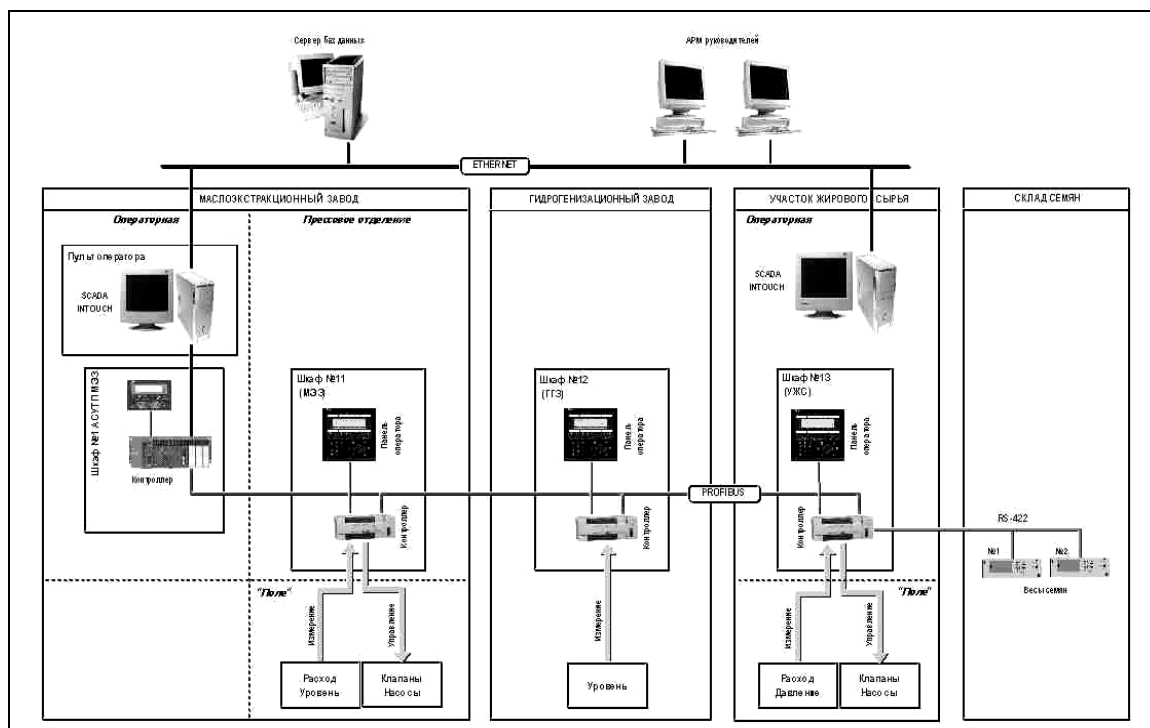 Сервер баз данных
АРМ руководителей
ETHERNET
МАСЛОЭКСТРАКЦИОННЫЙ ЗАВОД
ГИДРОГЕНИЗАЦИОННЫЙ ЗАВОД
УЧАСТОК ЖИРОВОГО СЫРЬЯ
СКЛАД СЕМЯН
Операторная
Прессовое отделение
Операторная
Пульт оператора
SCADA
INTOUCH
SCADA
INTOUCH
Шкаф №1 АСУТП МЭЗ
Контроллер
Шкаф №11
(МЭЗ)
Панель
оператора
Контроллер
Шкаф №12
(ГГЗ)
Панель
оператора
Контроллер
Шкаф №13
(УЖС)
Панель
оператора
Контроллер
PROFIBUS
RS-422
№1
№2
Весы семян
"Поле"
"Поле"
Измерение
Управление
Измерение
Измерение
Управление
Расход
Уровень
Клапаны
Насосы
Уровень
Расход
Давление
Клапаны
Насосы